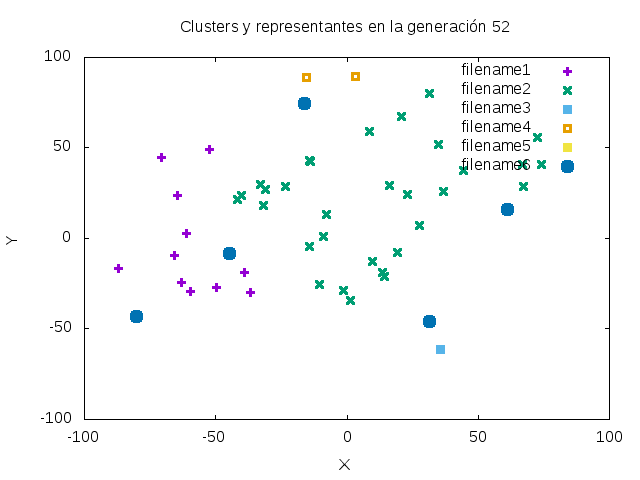 Clusters y representantes en la generación 52
100
50
0
-50
-100
-100
-50
0
50
100
Y
X
filename1
filename2
filename3
filename4
filename5
filename6